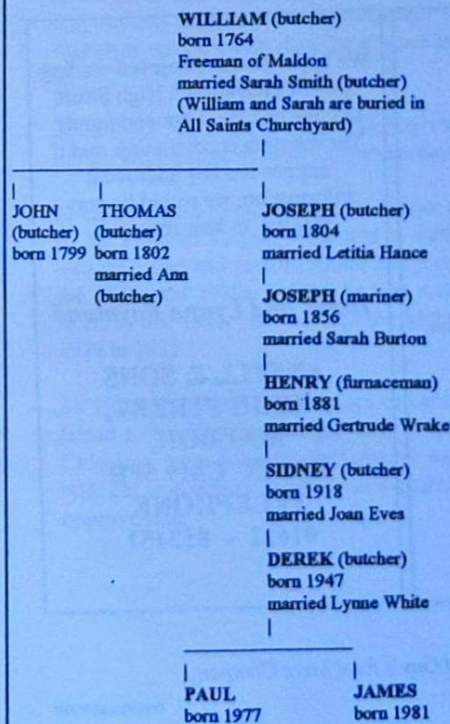 WILLIAM (butcher)
born 1764
Freeman of Maldon
married Sarah Smith (butcher)
(William and Sarah are buried in
All Saints Churchyard)
JOHN
(butcher)
born 1799
THOMAS
(butcher)
born 1802
married Ann
(butcher)
JOSEPH (butcher)
born 1804
married Letitia Hance
JOSEPH (mariner)
born 1856
married Sarah Burton
HENRY (furnaceman)
born 1881
married Gertrude Wrake
SIDNEY (butcher)
born 1918
married Joan Eves
DEREK (butcher)
born 1947
married Lynne White
PAUL
born 1977
JAMES
born 1981